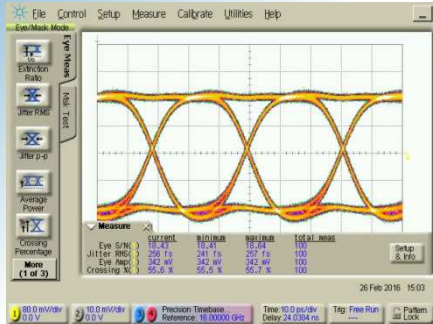 File Control Setup Measure Calibrate Utilities Help
Eye/Mask Mode
Eye Meas
Mask Test
Extinction
Ratio
Jitter RMS
Jitter p-p
Average
Power
Crossing
Percentage
More
(1 of 3)
Measure
current minimum maximum total meas
Eye S/N( ) 18.43 18.41 18.64 100
Jitter RMS( ) 256 fs 241 fs 257 fs 100
Eye Amp( ) 342 mV 342 mV 342 mV 100
Crossing %( ) 55.6 % 55.5 % 55.7 % 100
Setup
& Info
26 Feb 2016 15:03
1 80.0 mV/div
0.0 V
2 10.0 mV/div
0.0 V
3 4 Precision Timebase...
Reference: 16.00000 GHz
Time: 10.0 ps/div
Delay: 24.0384 ns
Trig: Free Run
Pattern
Lock